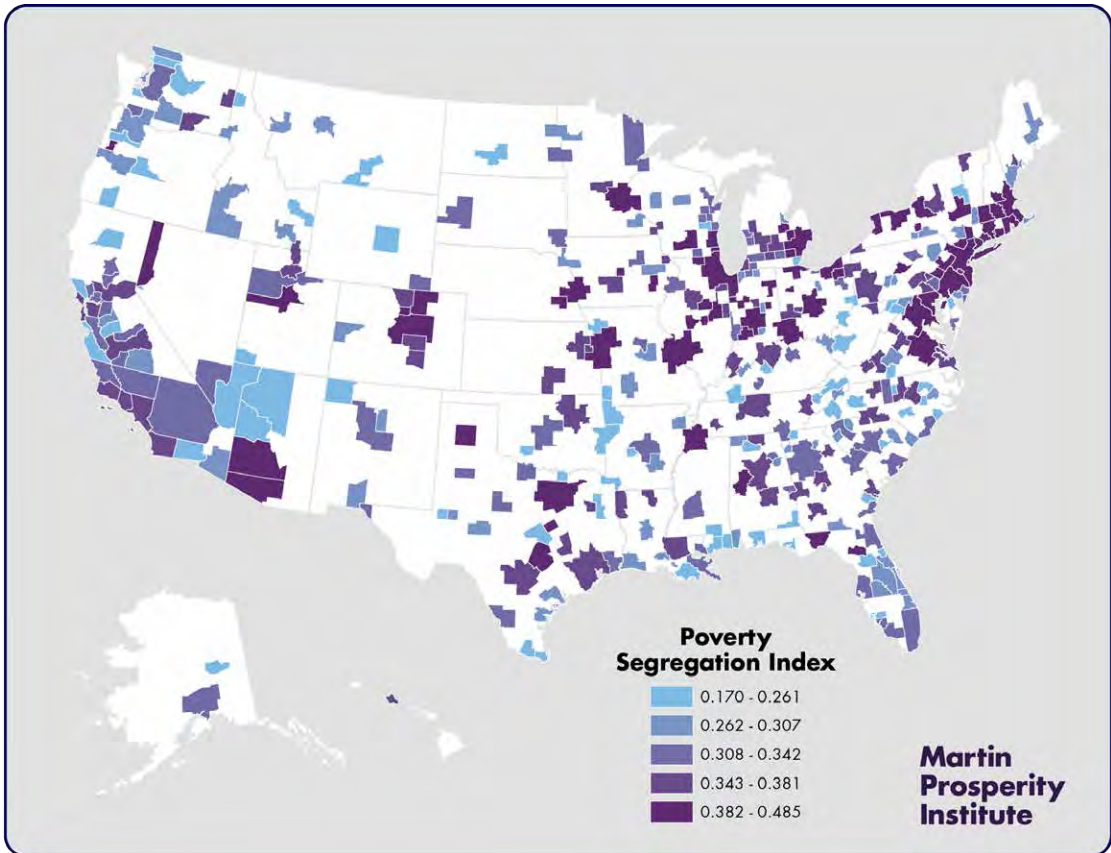 Poverty
Segregation Index
0.170 - 0.261
0.262 - 0.307
0.308 - 0.342
0.343 - 0.381
0.382 - 0.485
Martin
Prosperity
Institute